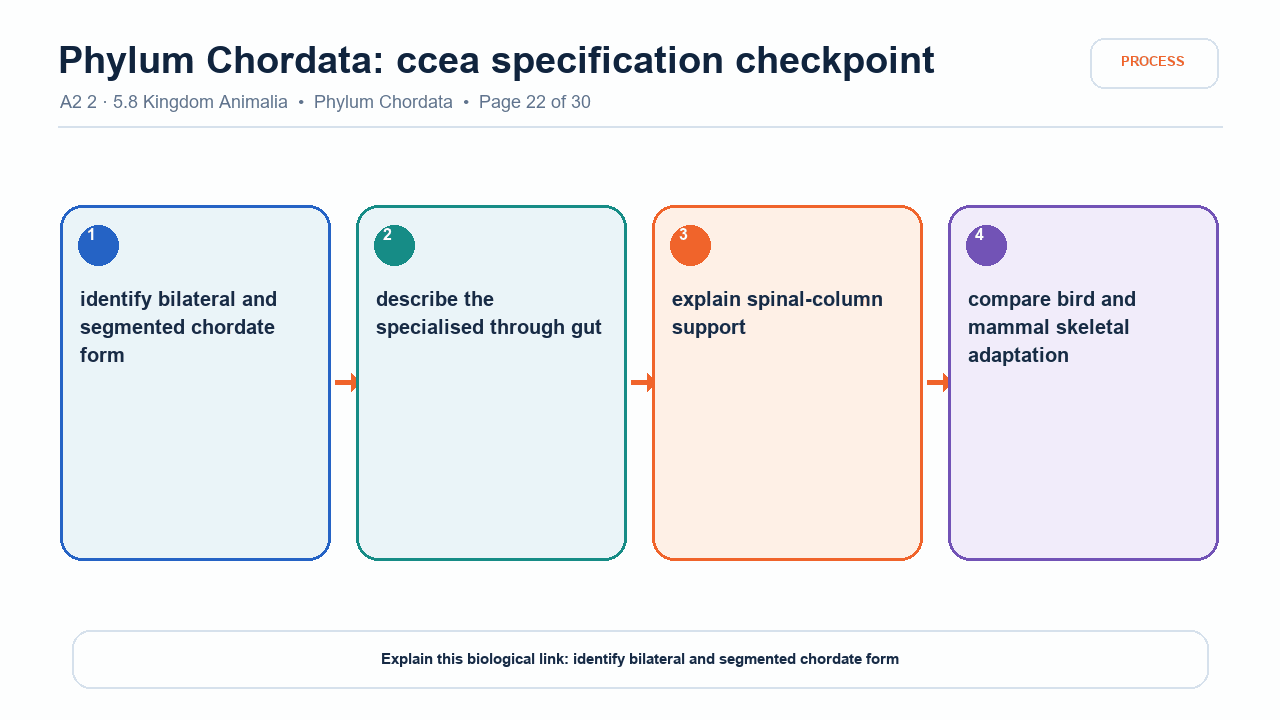 Phylum Chordata: ccea specification checkpoint
PROCESS
A2 2 · 5.8 Kingdom Animalia • Phylum Chordata • Page 22 of 30
1
identify bilateral and
segmented chordate
form
2
describe the
specialised through gut
3
explain spinal-column
support
4
compare bird and
mammal skeletal
adaptation
Explain this biological link: identify bilateral and segmented chordate form